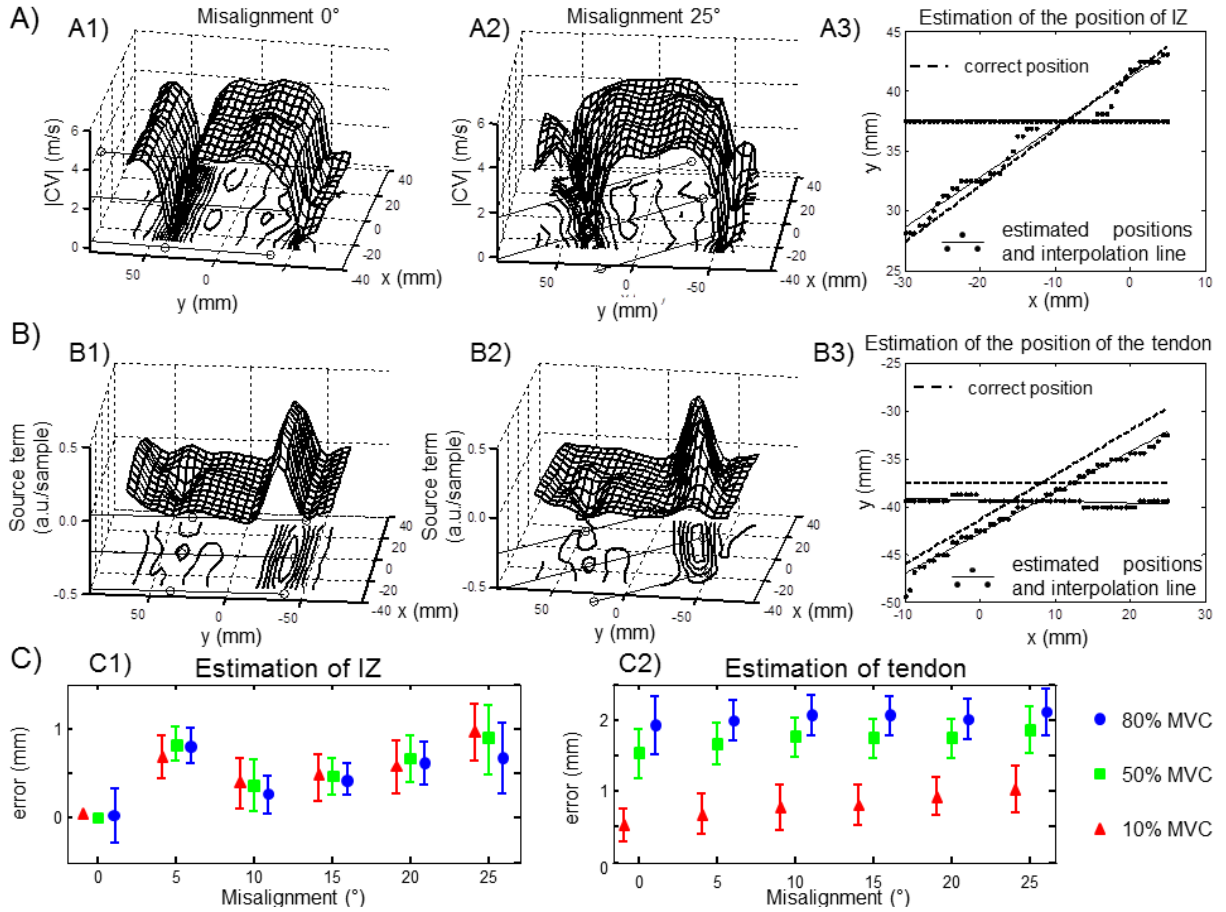 A)
A1)
Misalignment 0°
|CV| (m/s)
6
4
2
0
50
0
-50
y (mm)
40
20
0
-20
-40
x (mm)
A2)
Misalignment 25°
|CV| (m/s)
6
4
2
0
50
0
-50
y (mm)
40
20
0
-20
-40
x (mm)
A3)
Estimation of the position of IZ
correct position
estimated positions
and interpolation line
y (mm)
45
40
35
30
25
-30 -20 -10 0 10
x (mm)
B)
B1)
Source term
(a.u./sample)
0.5
0.0
-0.5
50
0
-50
y (mm)
40
20
0
-20
-40
x (mm)
B2)
Source term
(a.u./sample)
0.5
0.0
-0.5
50
0
-50
y (mm)
40
20
0
-20
-40
x (mm)
B3)
Estimation of the position of the tendon
correct position
estimated positions
and interpolation line
y (mm)
-25
-30
-35
-40
-45
-50
-10 0 10 20 30
x (mm)
C)
C1)
Estimation of IZ
error (mm)
1
0
0 5 10 15 20 25
Misalignment (°)
C2)
Estimation of tendon
error (mm)
2
1
0
0 5 10 15 20 25
Misalignment (°)
80% MVC
50% MVC
10% MVC